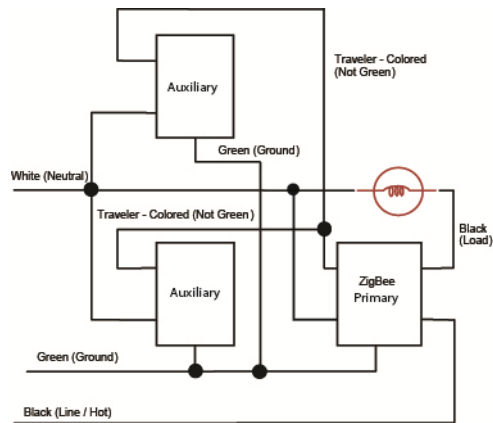 Traveler - Colored
(Not Green)
Auxiliary
Green (Ground)
White (Neutral)
Traveler - Colored (Not Green)
Black
(Load)
Auxiliary
ZigBee
Primary
Green (Ground)
Black (Line / Hot)